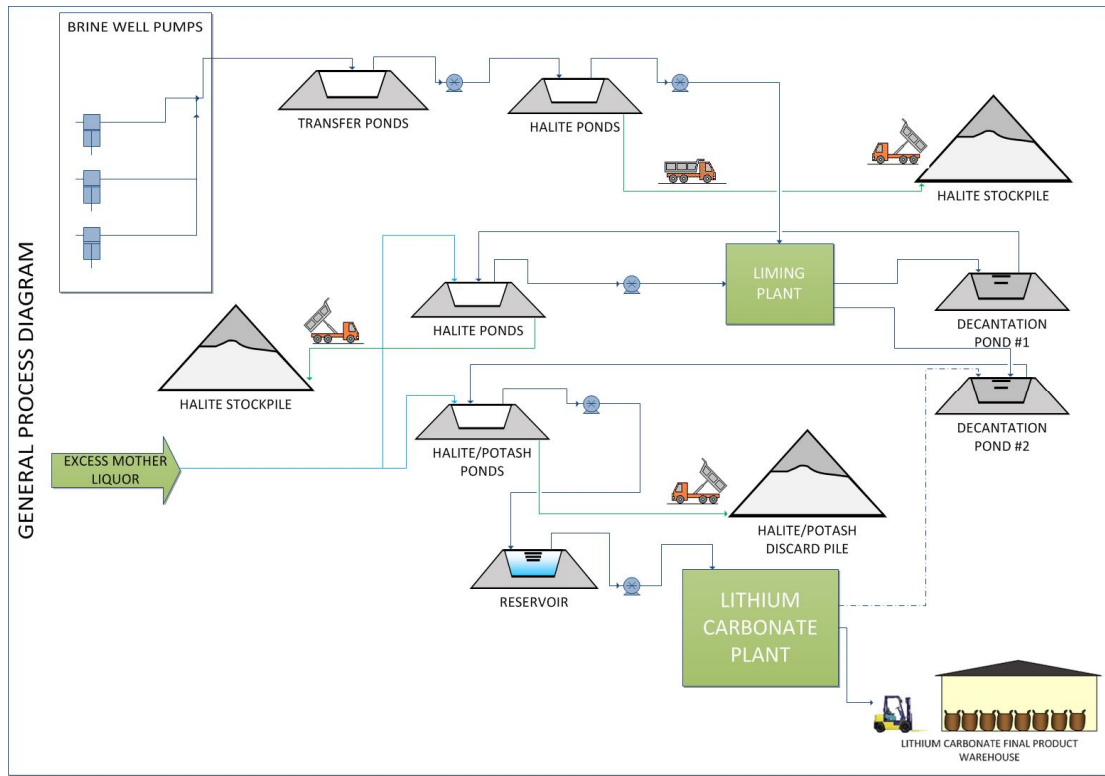 GENERAL PROCESS DIAGRAM
BRINE WELL PUMPS
TRANSFER PONDS
HALITE PONDS
HALITE STOCKPILE
HALITE PONDS
LIMING
PLANT
DECANTATION
POND #1
HALITE STOCKPILE
HALITE/POTASH
PONDS
DECANTATION
POND #2
EXCESS MOTHER
LIQUOR
HALITE/POTASH
DISCARD PILE
RESERVOIR
LITHIUM
CARBONATE
PLANT
LITHIUM CARBONATE FINAL PRODUCT
WAREHOUSE